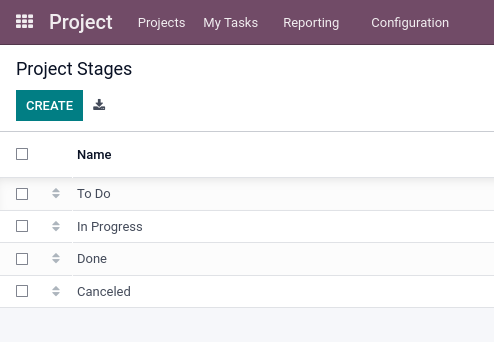 Project Projects My Tasks Reporting Configuration
Project Stages
CREATE
Name
To Do
In Progress
Done
Canceled